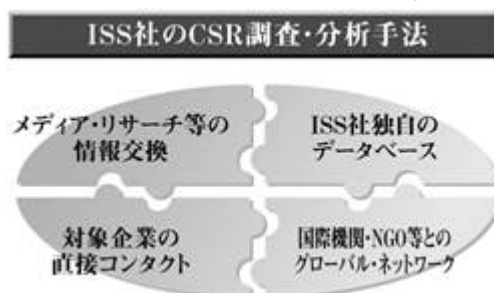 ISS社のCSR調査・分析手法
メディア・リサーチ等の
情報交換
ISS社独自の
データベース
対象企業の
直接コンタクト
国際機関・NGO等との
グローバル・ネットワーク